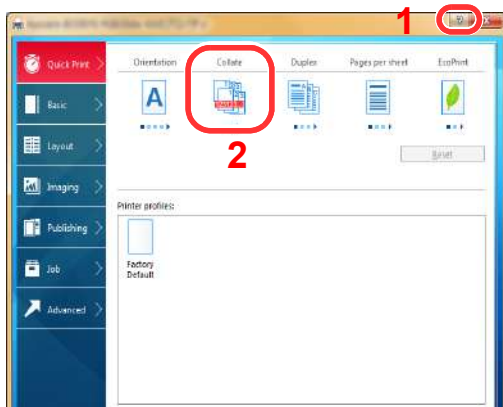 1
?
2
Quick Print
Orientation
Collate
Duplex
Pages per sheet
EcoPrint
Basic
A
Layout
Reset
Imaging
Printer profiles:
Publishing
Job
Factory
Default
Advanced